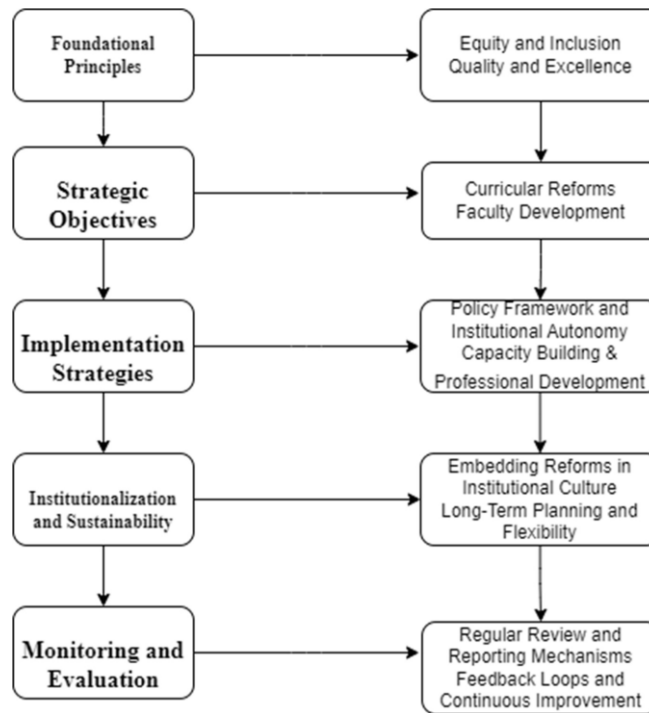 Foundational
Principles
Equity and Inclusion
Quality and Excellence
Strategic
Objectives
Curricular Reforms
Faculty Development
Implementation
Strategies
Policy Framework and
Institutional Autonomy
Capacity Building &
Professional Development
Institutionalization
and Sustainability
Embedding Reforms in
Institutional Culture
Long-Term Planning and
Flexibility
Monitoring and
Evaluation
Regular Review and
Reporting Mechanisms
Feedback Loops and
Continuous Improvement